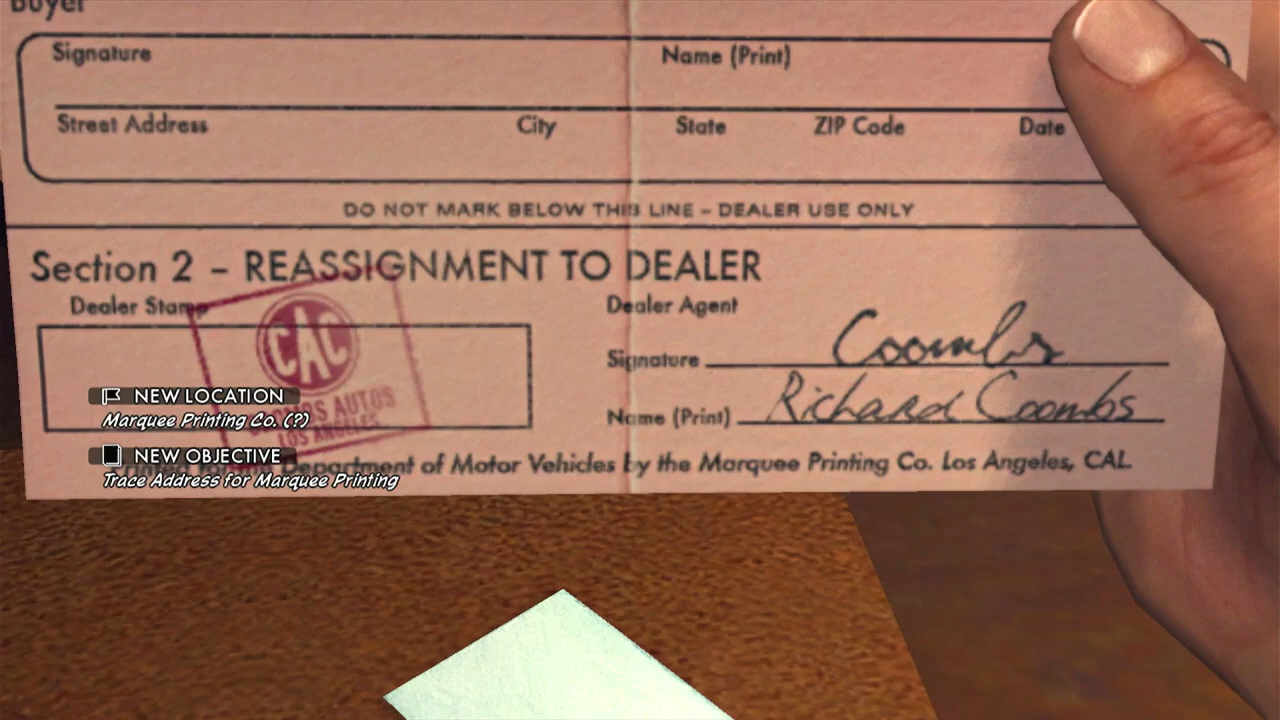 Buyer
Signature Name (Print)
Street Address City State ZIP Code Date
DO NOT MARK BELOW THIS LINE - DEALER USE ONLY
Section 2 - REASSIGNMENT TO DEALER
Dealer Stamp Dealer Agent
CAC
Signature Coombs
NEW LOCATION
AUTOS
Name (Print) Richard Coombs
Marquee Printing Co. (?)
LOS ANGELES
NEW OBJECTIVE
Department of Motor Vehicles by the Marquee Printing Co. Los Angeles, CAL
Trace Address for Marquee Printing